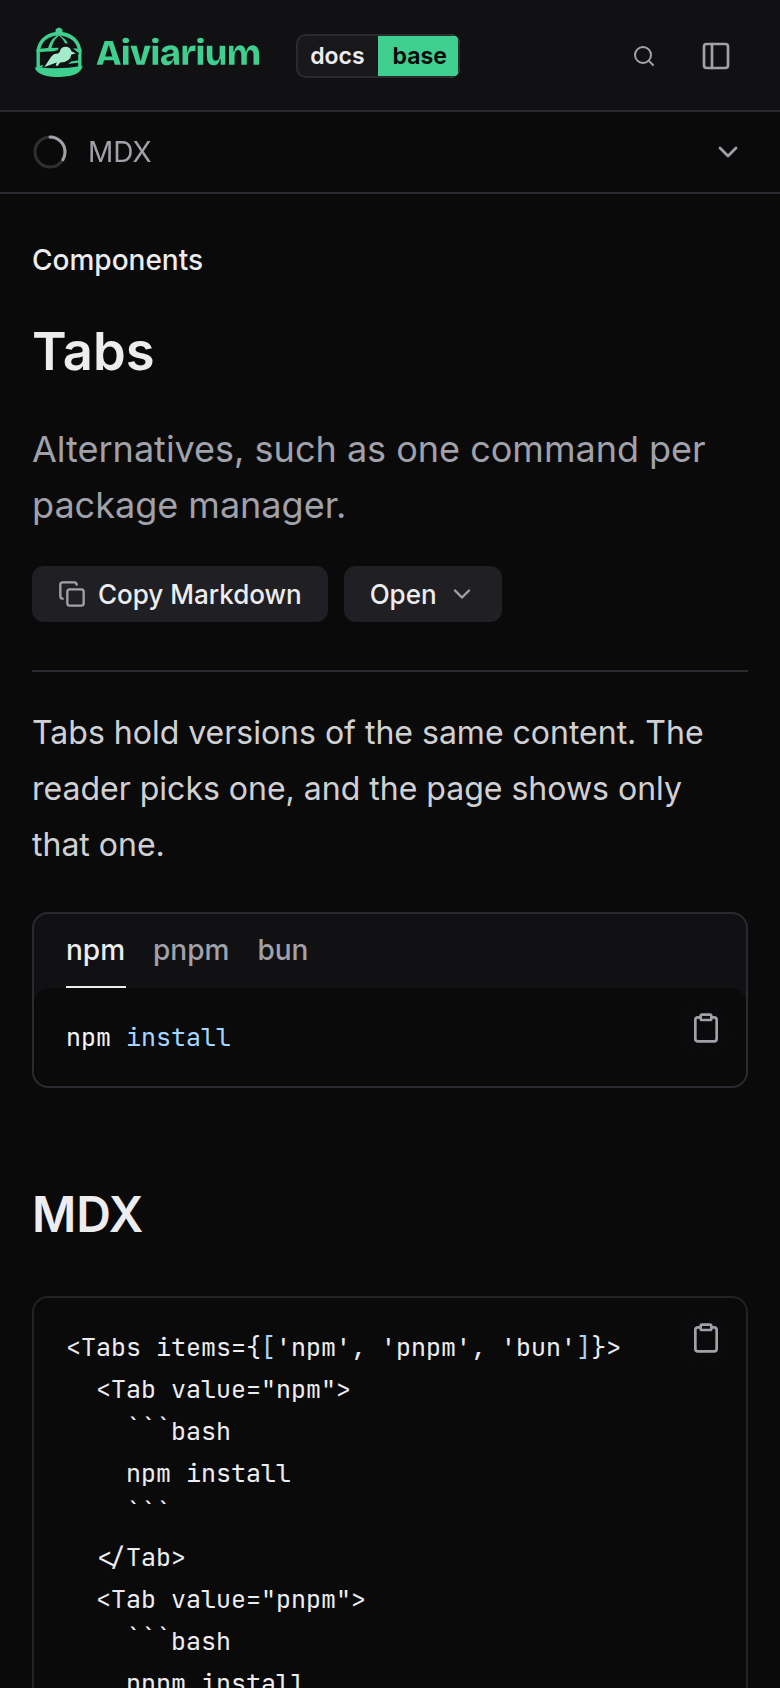 Aiviarium docs base
MDX
Components
Tabs
Alternatives, such as one command per
package manager.
Copy Markdown Open
Tabs hold versions of the same content. The
reader picks one, and the page shows only
that one.
npm pnpm bun
npm install
MDX
<Tabs items={['npm', 'pnpm', 'bun']}>
  <Tab value="npm">
    ```bash
    npm install
    ```
  </Tab>
  <Tab value="pnpm">
    ```bash
    pnpm install